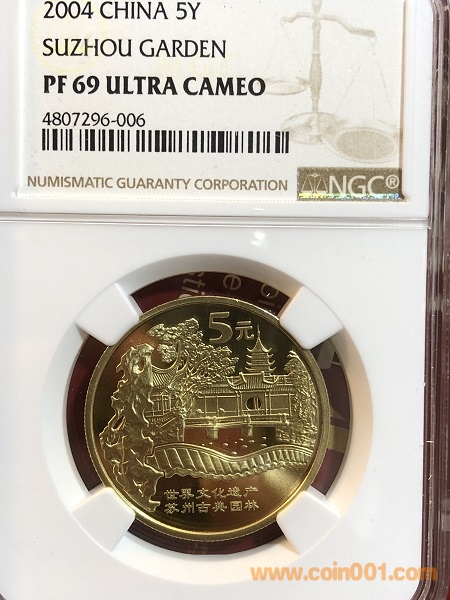 2004 CHINA 5Y
SUZHOU GARDEN
PF 69 ULTRA CAMEO
4807296-006
NUMISMATIC GUARANTY CORPORATION
NGC®
5元
世界文化遗产
苏州古典园林
www.coin001.com